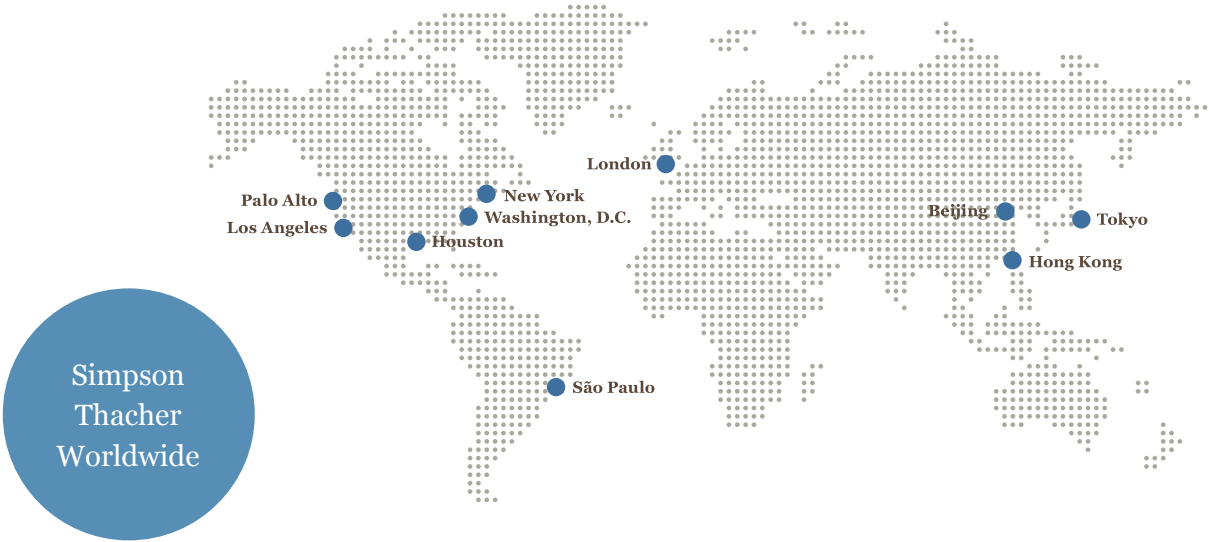 London
Palo Alto
New York
Beijing
Washington, D.C.
Tokyo
Los Angeles
Houston
Hong Kong
São Paulo
Simpson
Thacher
Worldwide